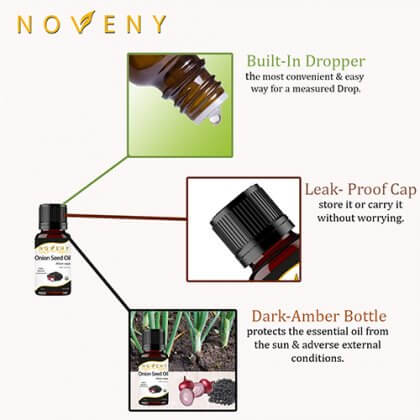 NOVENY
Built-In Dropper
the most convenient & easy
way for a measured Drop.
Leak- Proof Cap
store it or carry it
without worrying.
NOVENY
Onion Seed Oil
Dark-Amber Bottle
protects the essential oil from
the sun & adverse external
conditions.
NOVENY
Onion Seed Oil